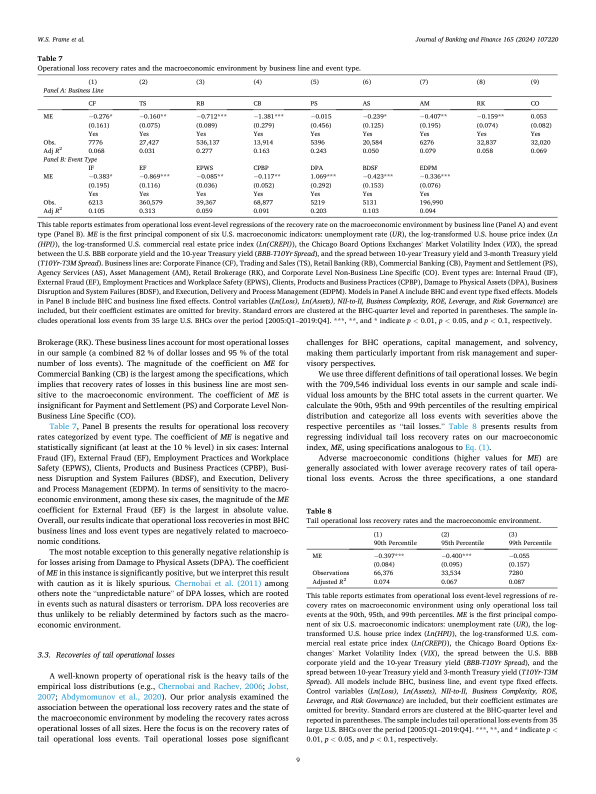 W.S. Frame et al.
Journal of Banking and Finance 165 (2024) 107220
Table 7
Operational loss recovery rates and the macroeconomic environment by business line and event type.
(1) (2) (3) (4) (5) (6) (7) (8) (9)
Panel A: Business Line
CF TS RB CB PS AS AM RK CO
ME -0.276* -0.160** -0.712*** -1.381*** -0.015 -0.239* -0.407** -0.159** 0.053
(0.161) (0.075) (0.089) (0.279) (0.456) (0.125) (0.195) (0.074) (0.082)
Yes Yes Yes Yes Yes Yes Yes Yes Yes
Obs. 7776 27,427 536,137 13,914 5396 20,584 6276 32,837 32,020
Adj R² 0.068 0.031 0.277 0.163 0.243 0.050 0.079 0.058 0.069
Panel B: Event Type
IF EF EPWS CPBP DPA BDSF EDPM
ME -0.383* -0.869*** -0.085** -0.117** 1.069*** -0.423*** -0.336***
(0.195) (0.116) (0.036) (0.052) (0.292) (0.153) (0.076)
Yes Yes Yes Yes Yes Yes Yes
Obs. 6213 360,579 39,367 68,877 5219 5131 196,990
Adj R² 0.105 0.313 0.059 0.091 0.203 0.103 0.094
This table reports estimates from operational loss event-level regressions of the recovery rate on the macroeconomic environment by business line (Panel A) and event
type (Panel B). ME is the first principal component of six U.S. macroeconomic indicators: unemployment rate (UR), the log-transformed U.S. house price index (Ln
(HPI)), the log-transformed U.S. commercial real estate price index (Ln(CREPI)), the Chicago Board Options Exchanges' Market Volatility Index (VIX), the spread
between the U.S. BBB corporate yield and the 10-year Treasury yield (BBB-T10Yr Spread), and the spread between 10-year Treasury yield and 3-month Treasury yield
(T10Yr-T3M Spread). Business lines are: Corporate Finance (CF), Trading and Sales (TS), Retail Banking (RB), Commercial Banking (CB), Payment and Settlement (PS),
Agency Services (AS), Asset Management (AM), Retail Brokerage (RK), and Corporate Level Non-Business Line Specific (CO). Event types are: Internal Fraud (IF),
External Fraud (EF), Employment Practices and Workplace Safety (EPWS), Clients, Products and Business Practices (CPBP), Damage to Physical Assets (DPA), Business
Disruption and System Failures (BDSF), and Execution, Delivery and Process Management (EDPM). Models in Panel A include BHC and event type fixed effects. Models
in Panel B include BHC and business line fixed effects. Control variables (Ln(Loss), Ln(Assets), NII-to-II, Business Complexity, ROE, Leverage, and Risk Governance) are
included, but their coefficient estimates are omitted for brevity. Standard errors are clustered at the BHC-quarter level and reported in parentheses. The sample in-
cludes operational loss events from 35 large U.S. BHCs over the period [2005:Q1–2019:Q4]. ***, **, and * indicate p < 0.01, p < 0.05, and p < 0.1, respectively.
Brokerage (RK). These business lines account for most operational losses
in our sample (a combined 82 % of dollar losses and 95 % of the total
number of loss events). The magnitude of the coefficient on ME for
Commercial Banking (CB) is the largest among the specifications, which
implies that recovery rates of losses in this business line are most sen-
sitive to the macroeconomic environment. The coefficient of ME is
insignificant for Payment and Settlement (PS) and Corporate Level Non-
Business Line Specific (CO).
Table 7, Panel B presents the results for operational loss recovery
rates categorized by event type. The coefficient of ME is negative and
statistically significant (at least at the 10 % level) in six cases: Internal
Fraud (IF), External Fraud (EF), Employment Practices and Workplace
Safety (EPWS), Clients, Products and Business Practices (CPBP), Busi-
ness Disruption and System Failures (BDSF), and Execution, Delivery
and Process Management (EDPM). In terms of sensitivity to the macro-
economic environment, among these six cases, the magnitude of the ME
coefficient for External Fraud (EF) is the largest in absolute value.
Overall, our results indicate that operational loss recoveries in most BHC
business lines and loss event types are negatively related to macroeco-
nomic conditions.
The most notable exception to this generally negative relationship is
for losses arising from Damage to Physical Assets (DPA). The coefficient
of ME in this instance is significantly positive, but we interpret this result
with caution as it is likely spurious. Chernobai et al. (2011) among
others note the "unpredictable nature" of DPA losses, which are rooted
in events such as natural disasters or terrorism. DPA loss recoveries are
thus unlikely to be reliably determined by factors such as the macro-
economic environment.
3.3. Recoveries of tail operational losses
A well-known property of operational risk is the heavy tails of the
empirical loss distributions (e.g., Chernobai and Rachev, 2006; Jobst,
2007; Abdymomunov et al., 2020). Our prior analysis examined the
association between the operational loss recovery rates and the state of
the macroeconomic environment by modeling the recovery rates across
operational losses of all sizes. Here the focus is on the recovery rates of
tail operational loss events. Tail operational losses pose significant
challenges for BHC operations, capital management, and solvency,
making them particularly important from risk management and super-
visory perspectives.
We use three different definitions of tail operational losses. We begin
with the 709,546 individual loss events in our sample and scale indi-
vidual loss amounts by the BHC total assets in the current quarter. We
calculate the 90th, 95th and 99th percentiles of the resulting empirical
distribution and categorize all loss events with severities above the
respective percentiles as "tail losses." Table 8 presents results from
regressing individual tail loss recovery rates on our macroeconomic
index, ME, using specifications analogous to Eq. (1).
Adverse macroeconomic conditions (higher values for ME) are
generally associated with lower average recovery rates of tail opera-
tional loss events. Across the three specifications, a one standard
Table 8
Tail operational loss recovery rates and the macroeconomic environment.
(1) (2) (3)
90th Percentile 95th Percentile 99th Percentile
ME -0.397*** -0.400*** -0.055
(0.084) (0.095) (0.157)
Observations 66,376 33,534 7280
Adjusted R² 0.074 0.067 0.087
This table reports estimates from operational loss event-level regressions of re-
covery rates on macroeconomic environment using only operational loss tail
events at the 90th, 95th, and 99th percentiles. ME is the first principal compo-
nent of six U.S. macroeconomic indicators: unemployment rate (UR), the log-
transformed U.S. house price index (Ln(HPI)), the log-transformed U.S. com-
mercial real estate price index (Ln(CREPI)), the Chicago Board Options Ex-
changes' Market Volatility Index (VIX), the spread between the U.S. BBB
corporate yield and the 10-year Treasury yield (BBB-T10Yr Spread), and the
spread between 10-year Treasury yield and 3-month Treasury yield (T10Yr-T3M
Spread). All models include BHC, business line, and event type fixed effects.
Control variables (Ln(Loss), Ln(Assets), NII-to-II, Business Complexity, ROE,
Leverage, and Risk Governance) are included, but their coefficient estimates are
omitted for brevity. Standard errors are clustered at the BHC-quarter level and
reported in parentheses. The sample includes tail operational loss events from 35
large U.S. BHCs over the period [2005:Q1–2019:Q4]. ***, **, and * indicate p <
0.01, p < 0.05, and p < 0.1, respectively.
9